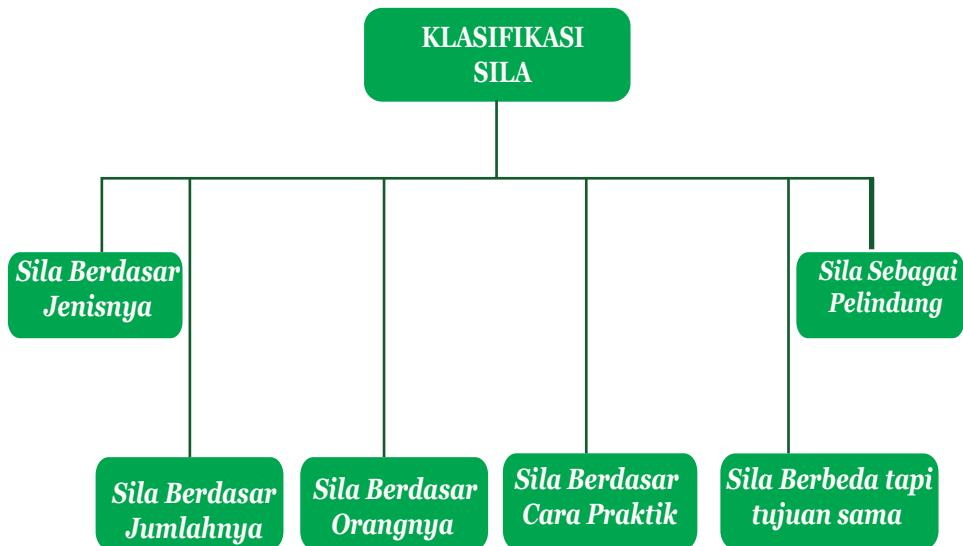 KLASIFIKASI
SILA
Sila Berdasar
Jenisnya
Sila Sebagai
Pelindung
Sila Berdasar
Jumlahnya
Sila Berdasar
Orangnya
Sila Berdasar
Cara Praktik
Sila Berbeda tapi
tujuan sama